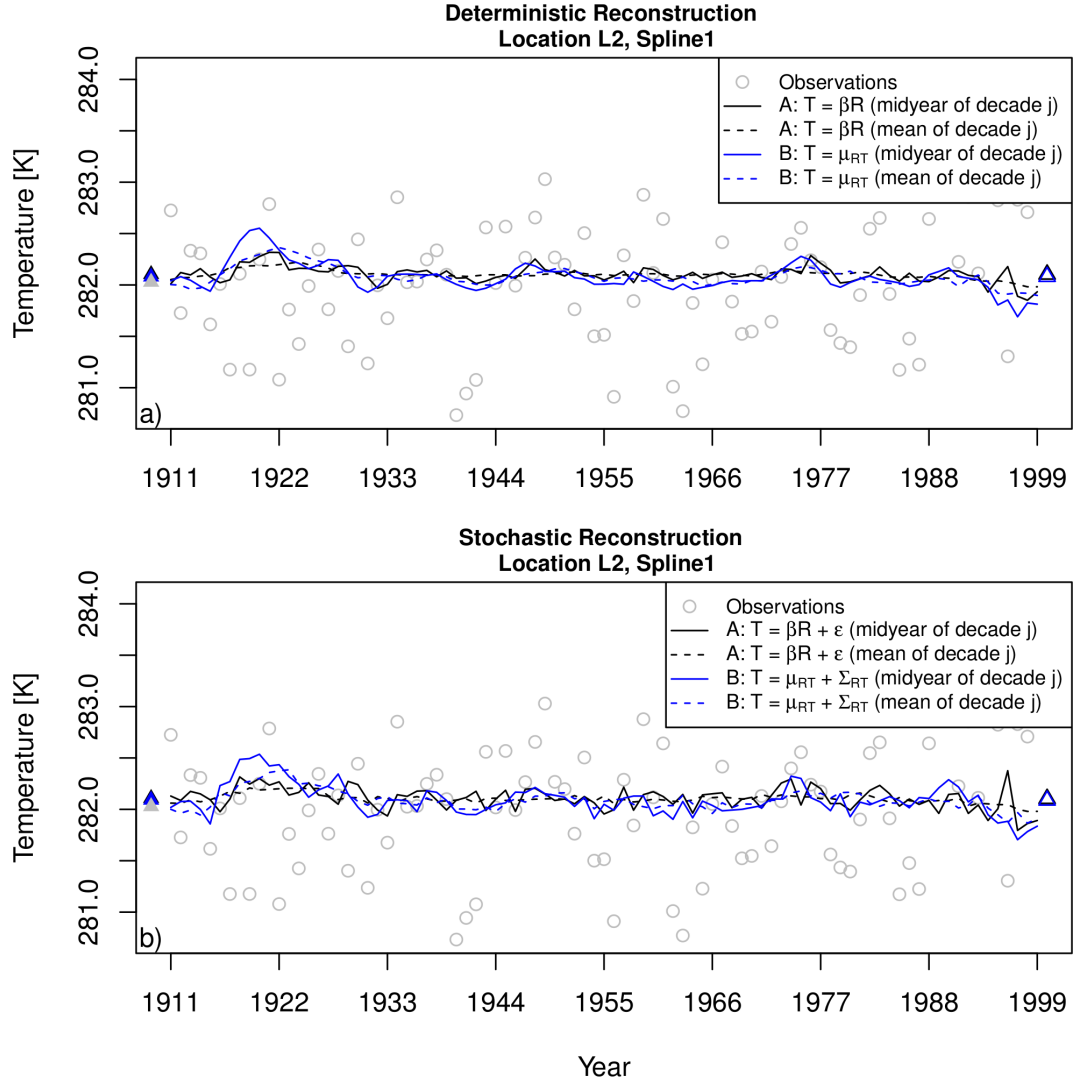 Deterministic Reconstruction
Location L2, Spline1
Temperature [K]
284.0
283.0
282.0
281.0
Observations
A: T = βR (midyear of decade j)
A: T = βR (mean of decade j)
B: T = μRT (midyear of decade j)
B: T = μRT (mean of decade j)
a)
1911 1922 1933 1944 1955 1966 1977 1988 1999
Stochastic Reconstruction
Location L2, Spline1
Temperature [K]
284.0
283.0
282.0
281.0
Observations
A: T = βR + ε (midyear of decade j)
A: T = βR + ε (mean of decade j)
B: T = μRT + ΣRT (midyear of decade j)
B: T = μRT + ΣRT (mean of decade j)
b)
1911 1922 1933 1944 1955 1966 1977 1988 1999
Year